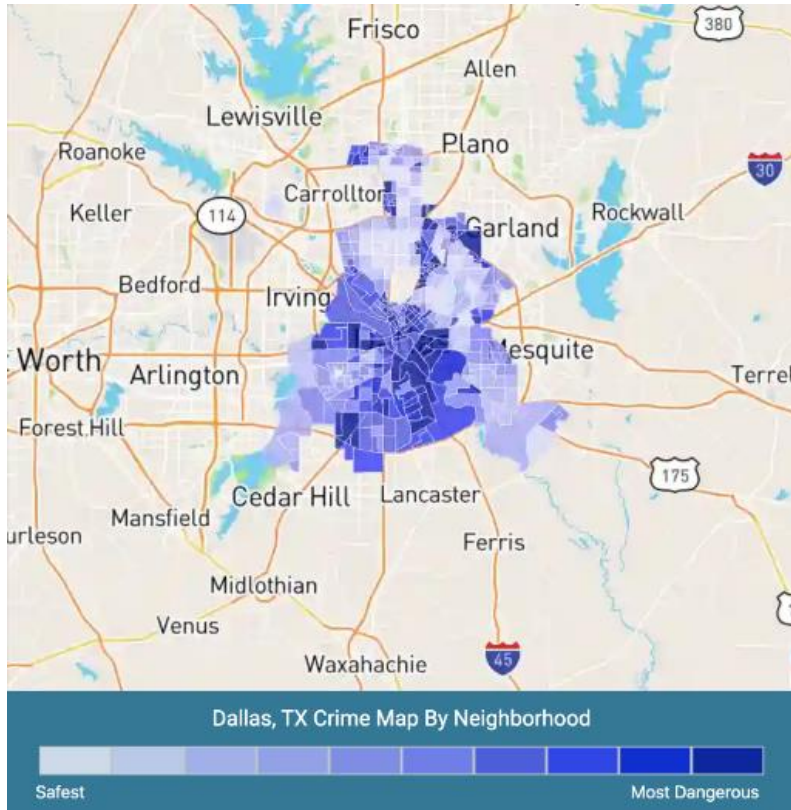 Frisco
380
Allen
Lewisville
Plano
Roanoke
30
Carrollton
Keller
114
Rockwall
Garland
Bedford
Irving
Worth
Mesquite
Arlington
Terrel
Forest Hill
175
Cedar Hill
Lancaster
Mansfield
urleson
Ferris
Midlothian
Venus
45
Waxahachie
Dallas, TX Crime Map By Neighborhood
Safest
Most Dangerous